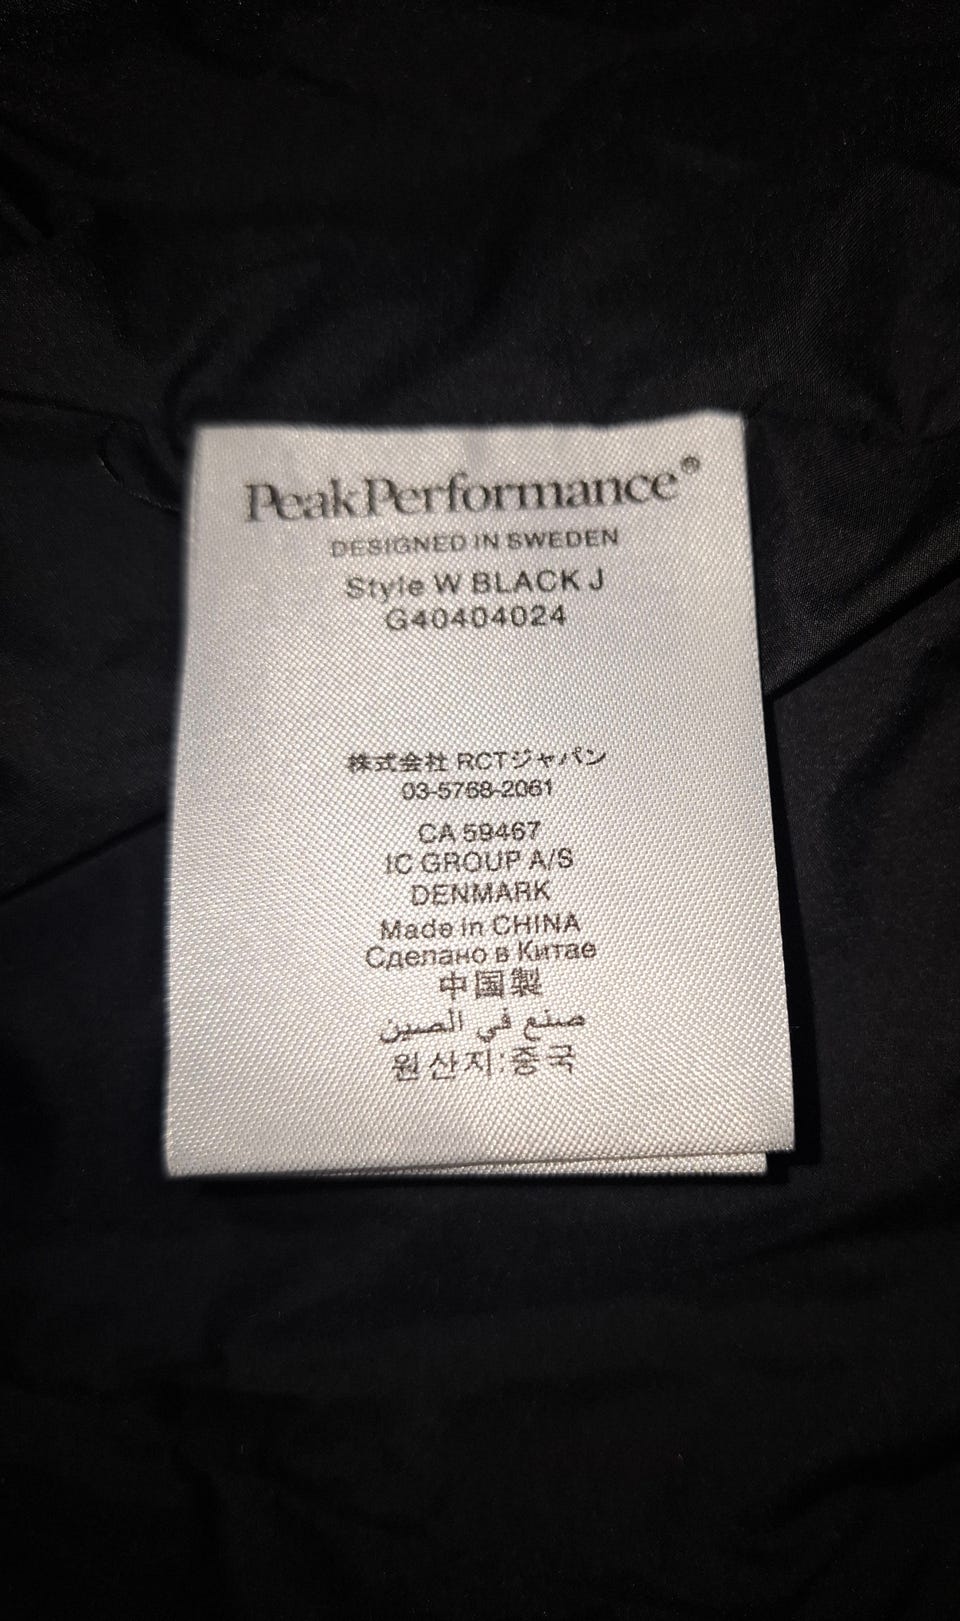 PeakPerformance®
DESIGNED IN SWEDEN
Style W BLACK J
G40404024
株式会社 RCTジャパン
03-5768-2061
CA 59467
IC GROUP A/S
DENMARK
Made in CHINA
Сделано в Китае
中国製
صنع في الصين
원산지:중국